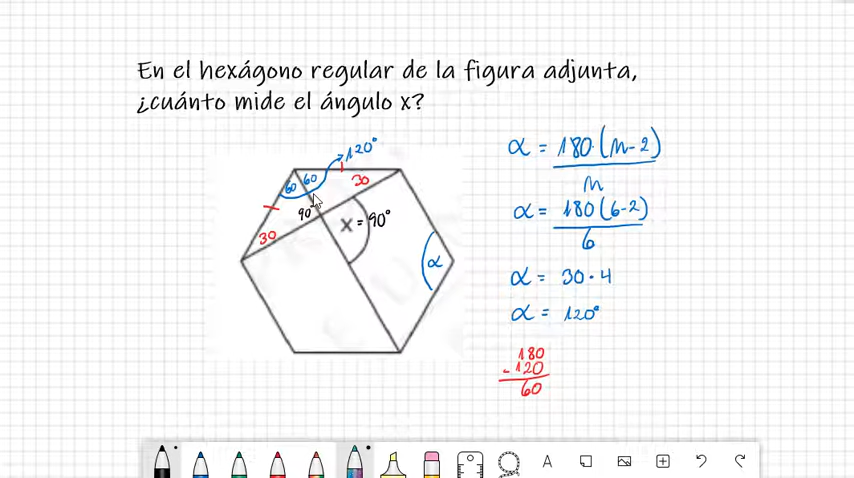 En el hexágono regular de la figura adjunta,
¿cuánto mide el ángulo x?
120°
60 60 30
90°
30
x = 90°
α
α = 180·(n-2)
n
α = 180(6-2)
6
α = 30·4
α = 120°
180
- 120
60
A